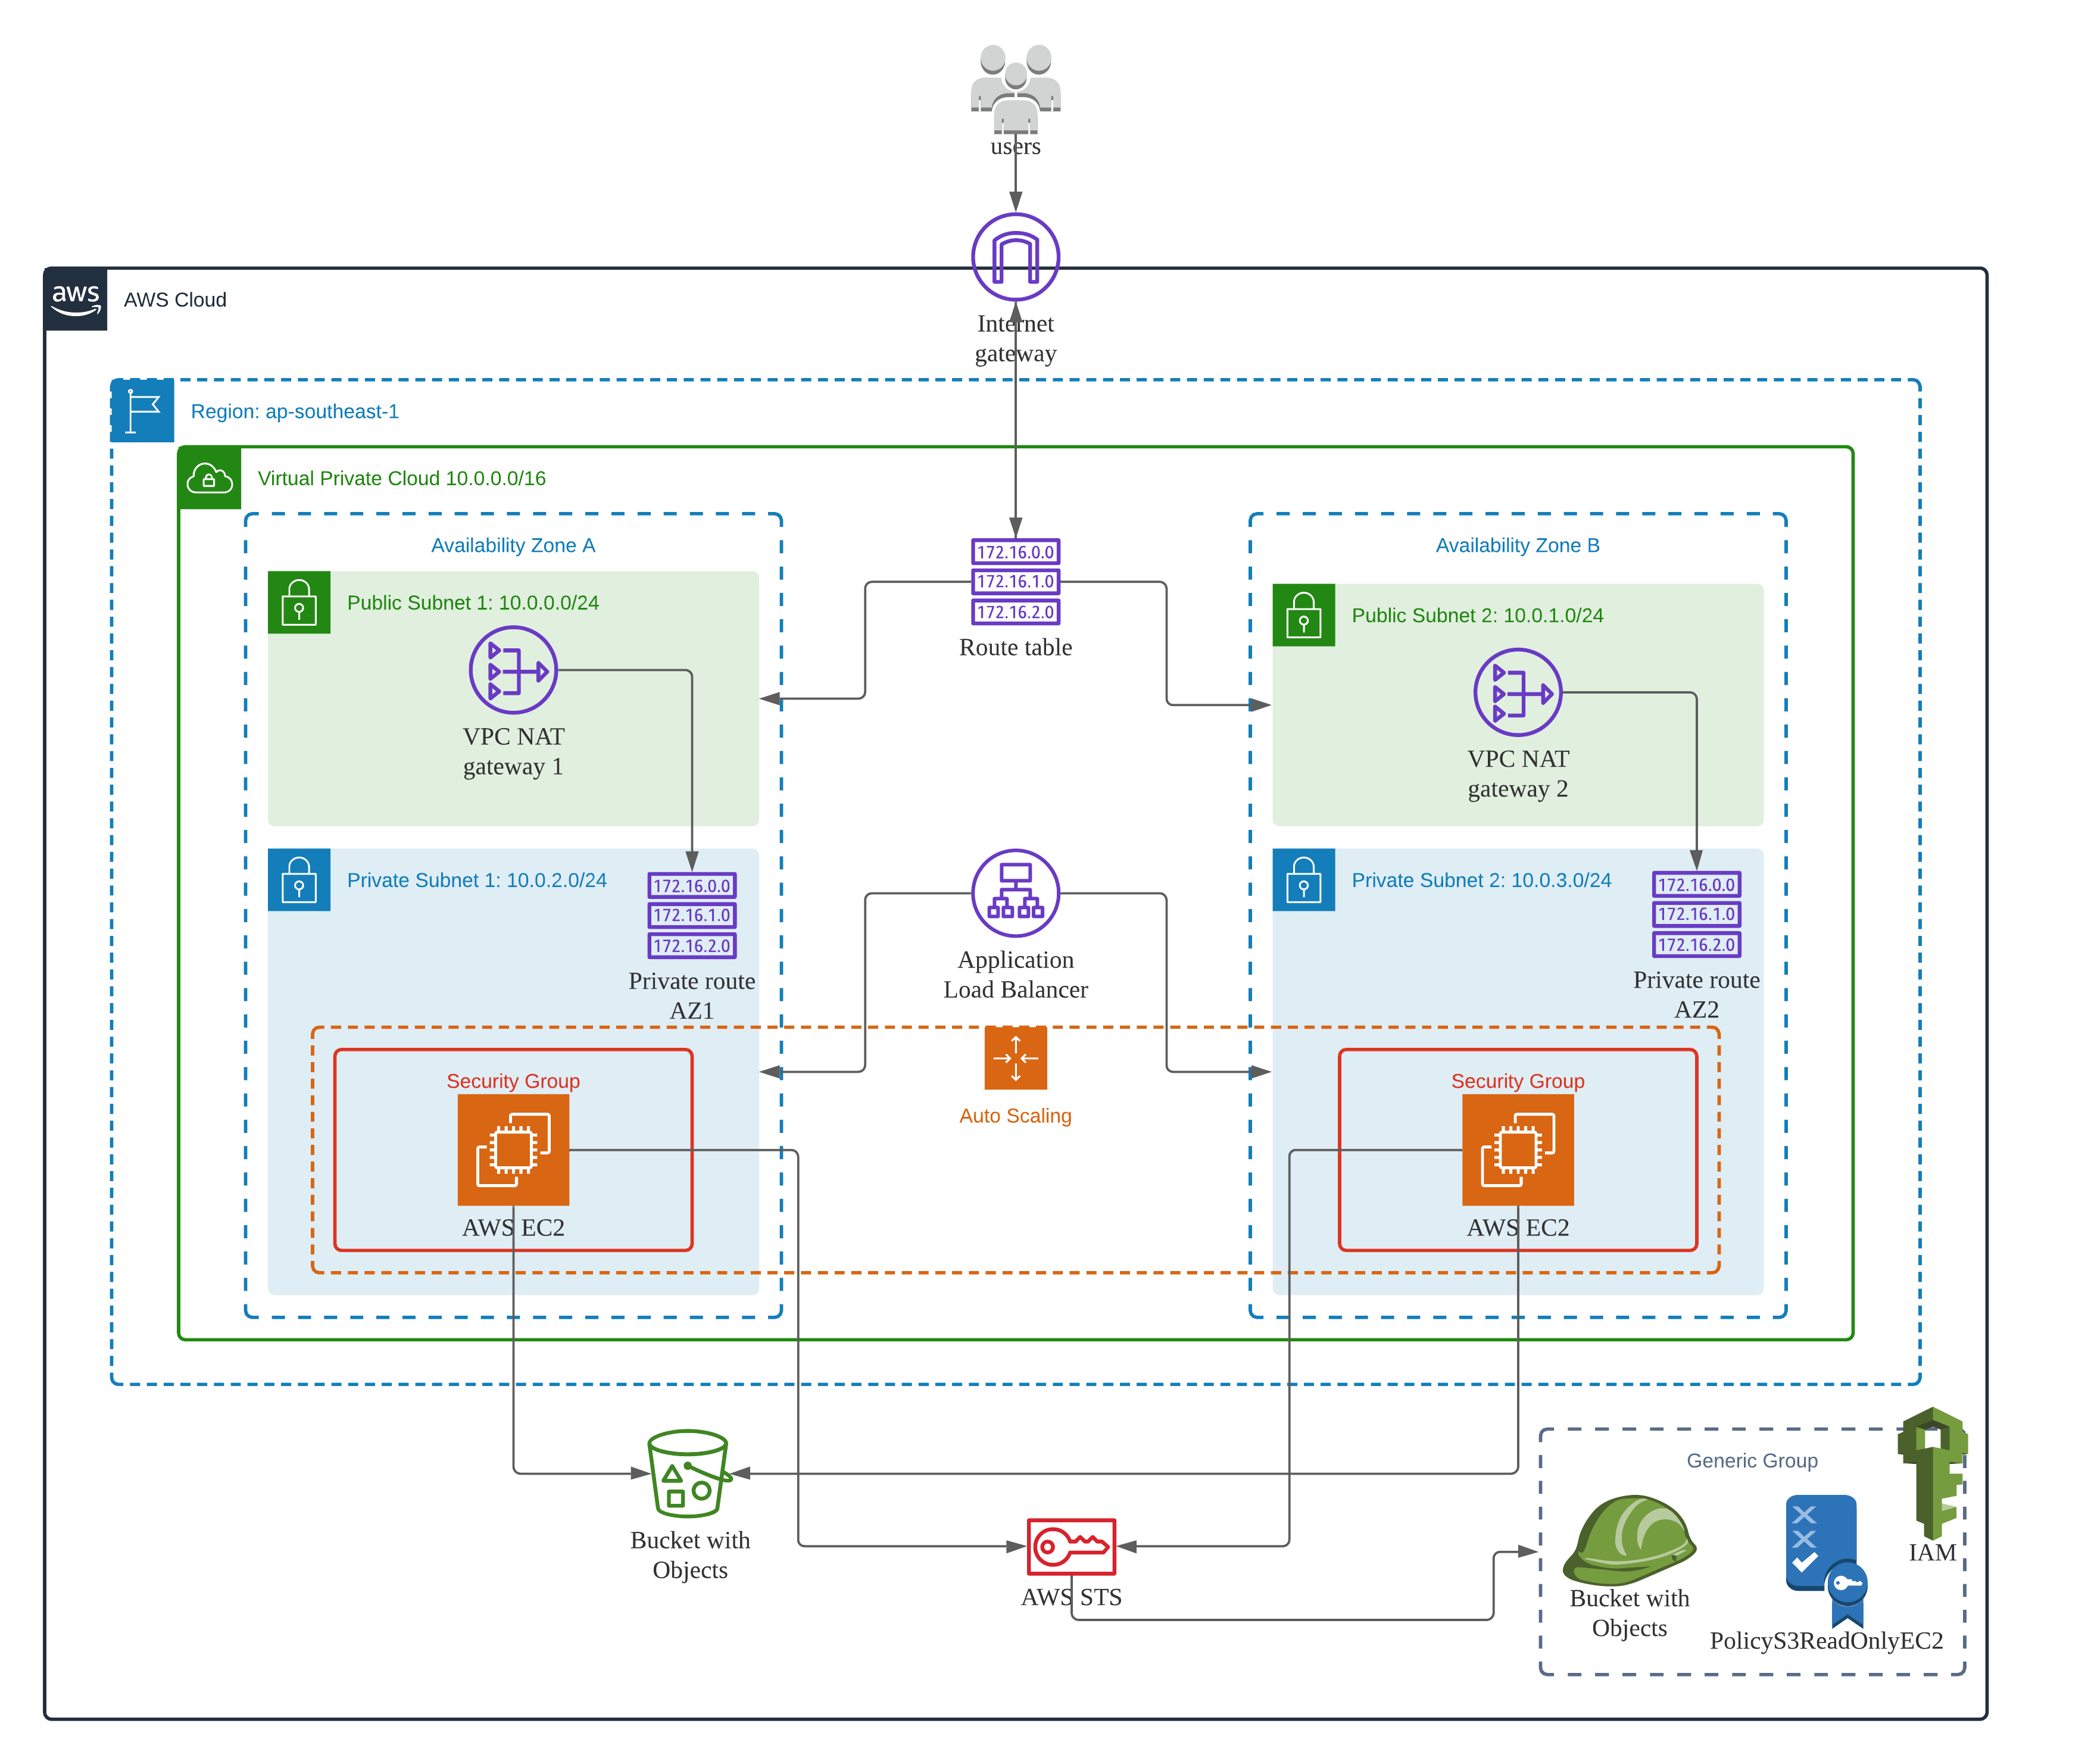 users
aws
AWS Cloud
Internet
gateway
Region: ap-southeast-1
Virtual Private Cloud 10.0.0.0/16
Availability Zone A
Availability Zone B
172.16.0.0
172.16.1.0
172.16.2.0
Route table
Public Subnet 1: 10.0.0.0/24
Public Subnet 2: 10.0.1.0/24
VPC NAT
gateway 1
VPC NAT
gateway 2
Private Subnet 1: 10.0.2.0/24
172.16.0.0
172.16.1.0
172.16.2.0
Private route
AZ1
Application
Load Balancer
Private Subnet 2: 10.0.3.0/24
172.16.0.0
172.16.1.0
172.16.2.0
Private route
AZ2
Security Group
AWS EC2
Auto Scaling
Security Group
AWS EC2
Bucket with
Objects
AWS STS
Generic Group
Bucket with
Objects
PolicyS3ReadOnlyEC2
IAM